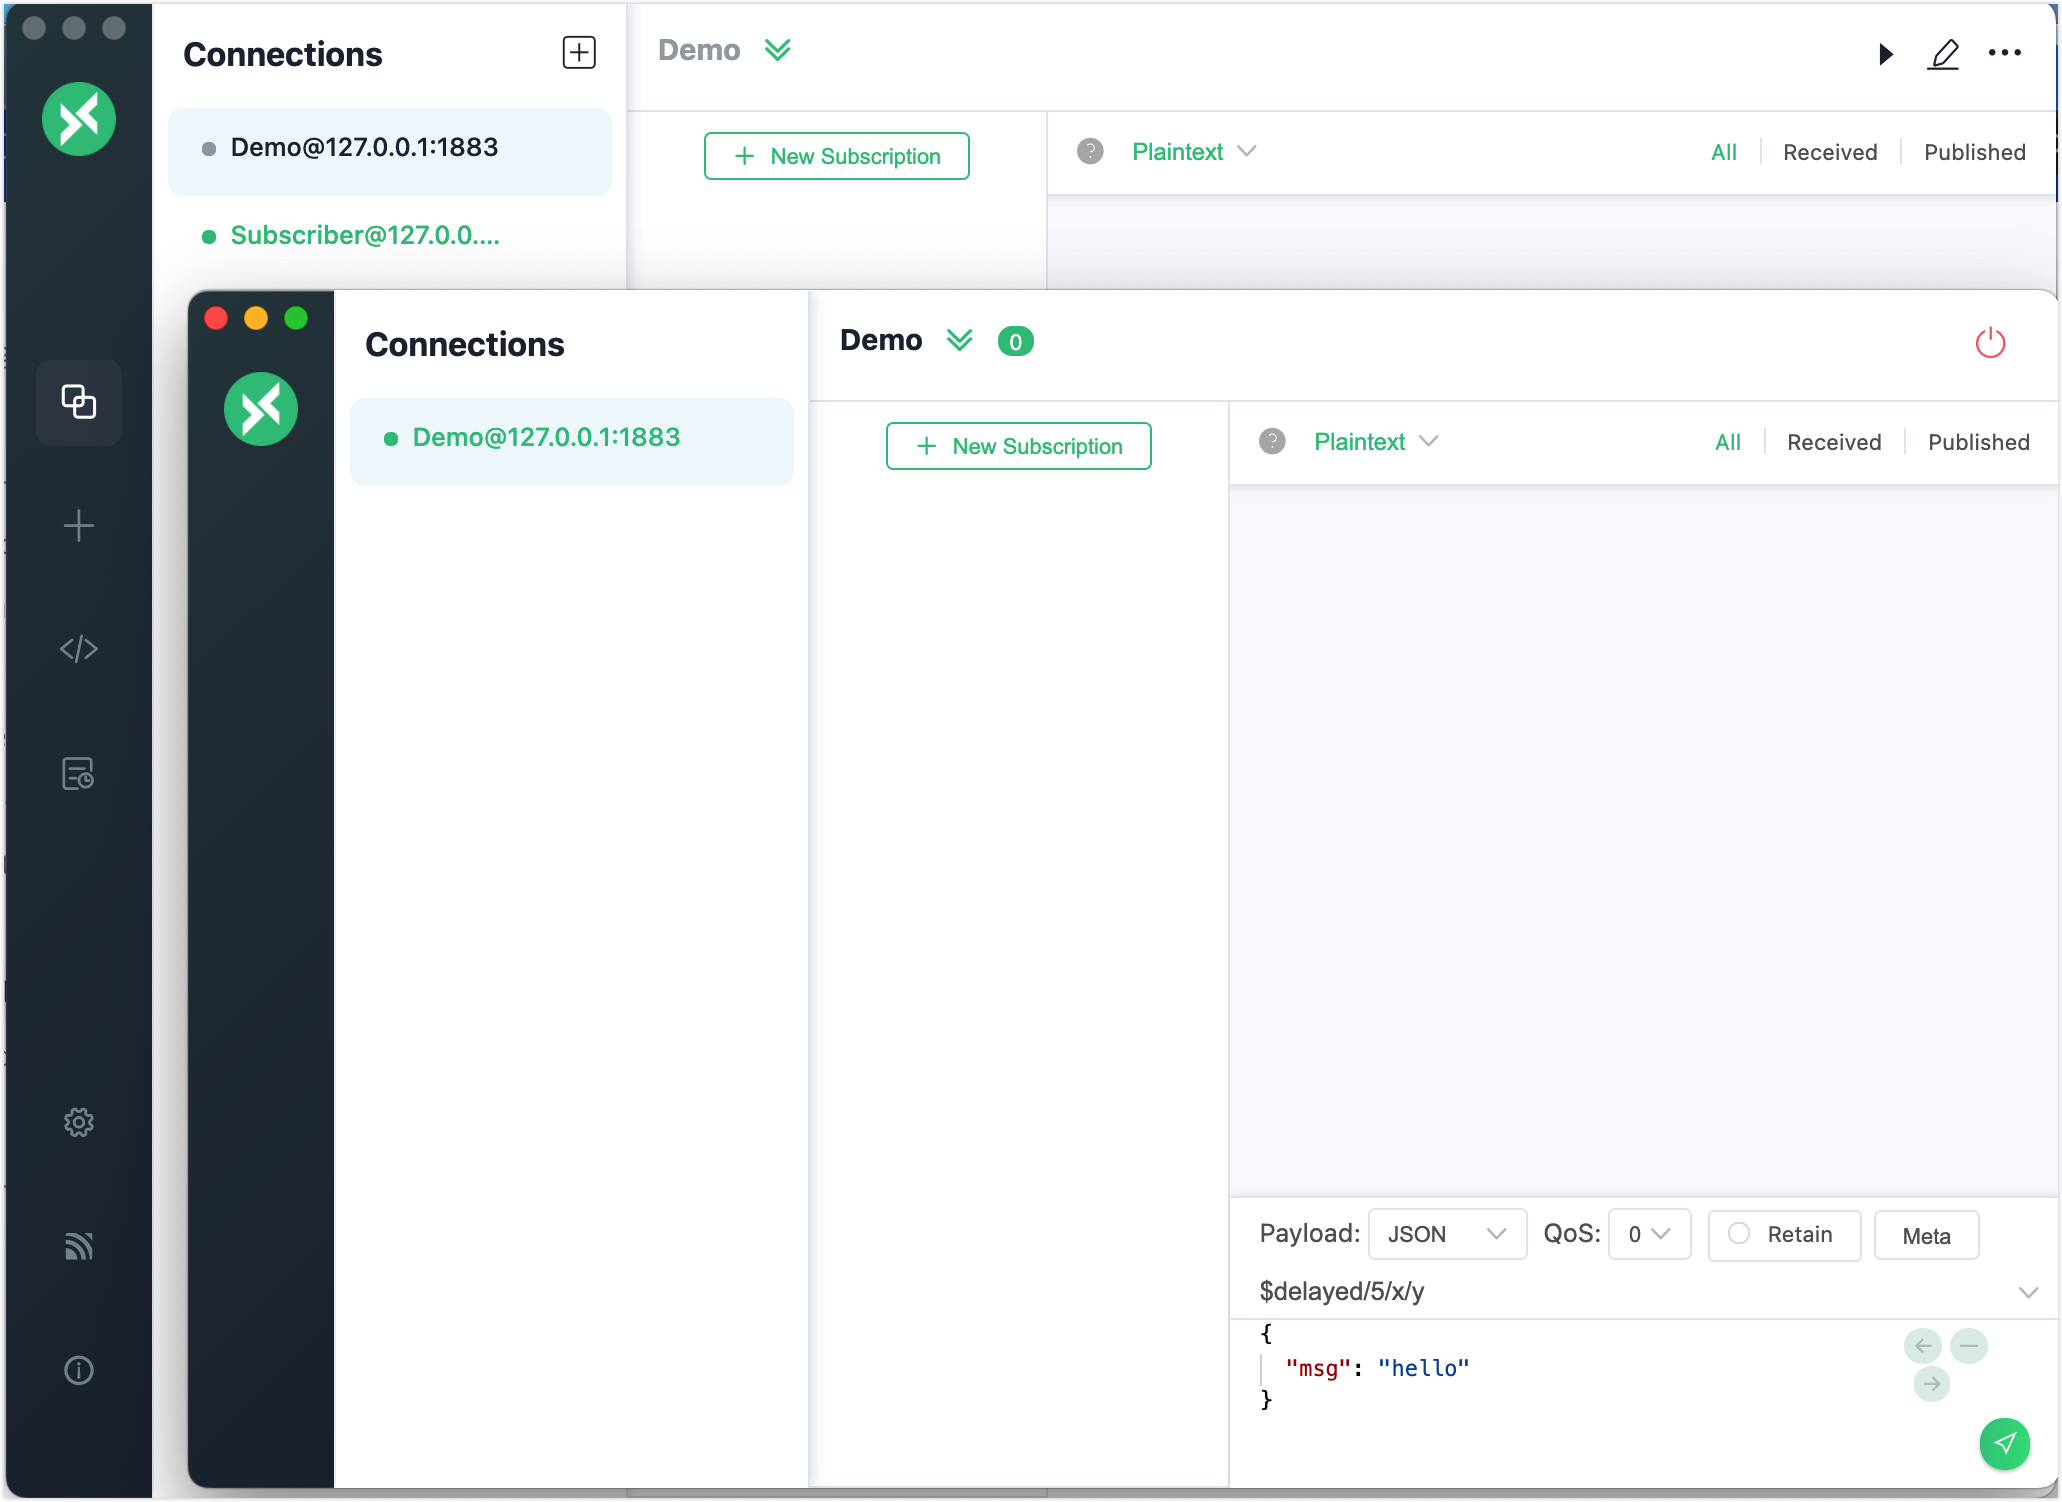 Connections
Demo
Demo@127.0.0.1:1883
New Subscription
? Plaintext
All
Received
Published
Subscriber@127.0.0....
Connections
Demo
0
Demo@127.0.0.1:1883
New Subscription
? Plaintext
All
Received
Published
Payload: JSON QoS: 0 Retain Meta
$delayed/5/x/y
{
"msg": "hello"
}